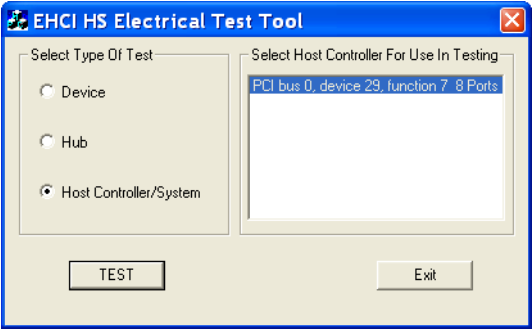 EHCI HS Electrical Test Tool
Select Type Of Test
Device
Hub
Host Controller/System
Select Host Controller For Use In Testing
PCI bus 0, device 29, function 7  8 Ports
TEST
Exit